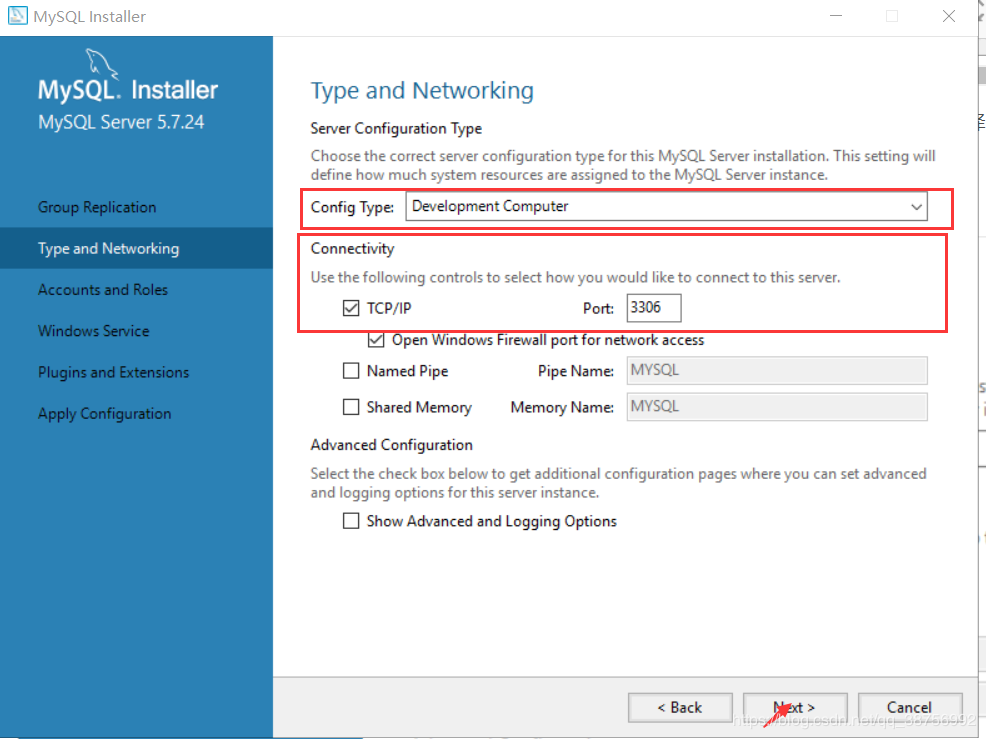 MySQL Installer
MySQL. Installer
MySQL Server 5.7.24
Group Replication
Type and Networking
Accounts and Roles
Windows Service
Plugins and Extensions
Apply Configuration
Type and Networking
Server Configuration Type
Choose the correct server configuration type for this MySQL Server installation. This setting will
define how much system resources are assigned to the MySQL Server instance.
Config Type: Development Computer
Connectivity
Use the following controls to select how you would like to connect to this server.
TCP/IP Port: 3306
Open Windows Firewall port for network access
Named Pipe Pipe Name: MYSQL
Shared Memory Memory Name: MYSQL
Advanced Configuration
Select the check box below to get additional configuration pages where you can set advanced
and logging options for this server instance.
Show Advanced and Logging Options
< Back Next > Cancel
https://blog.csdn.net/qq_38756992